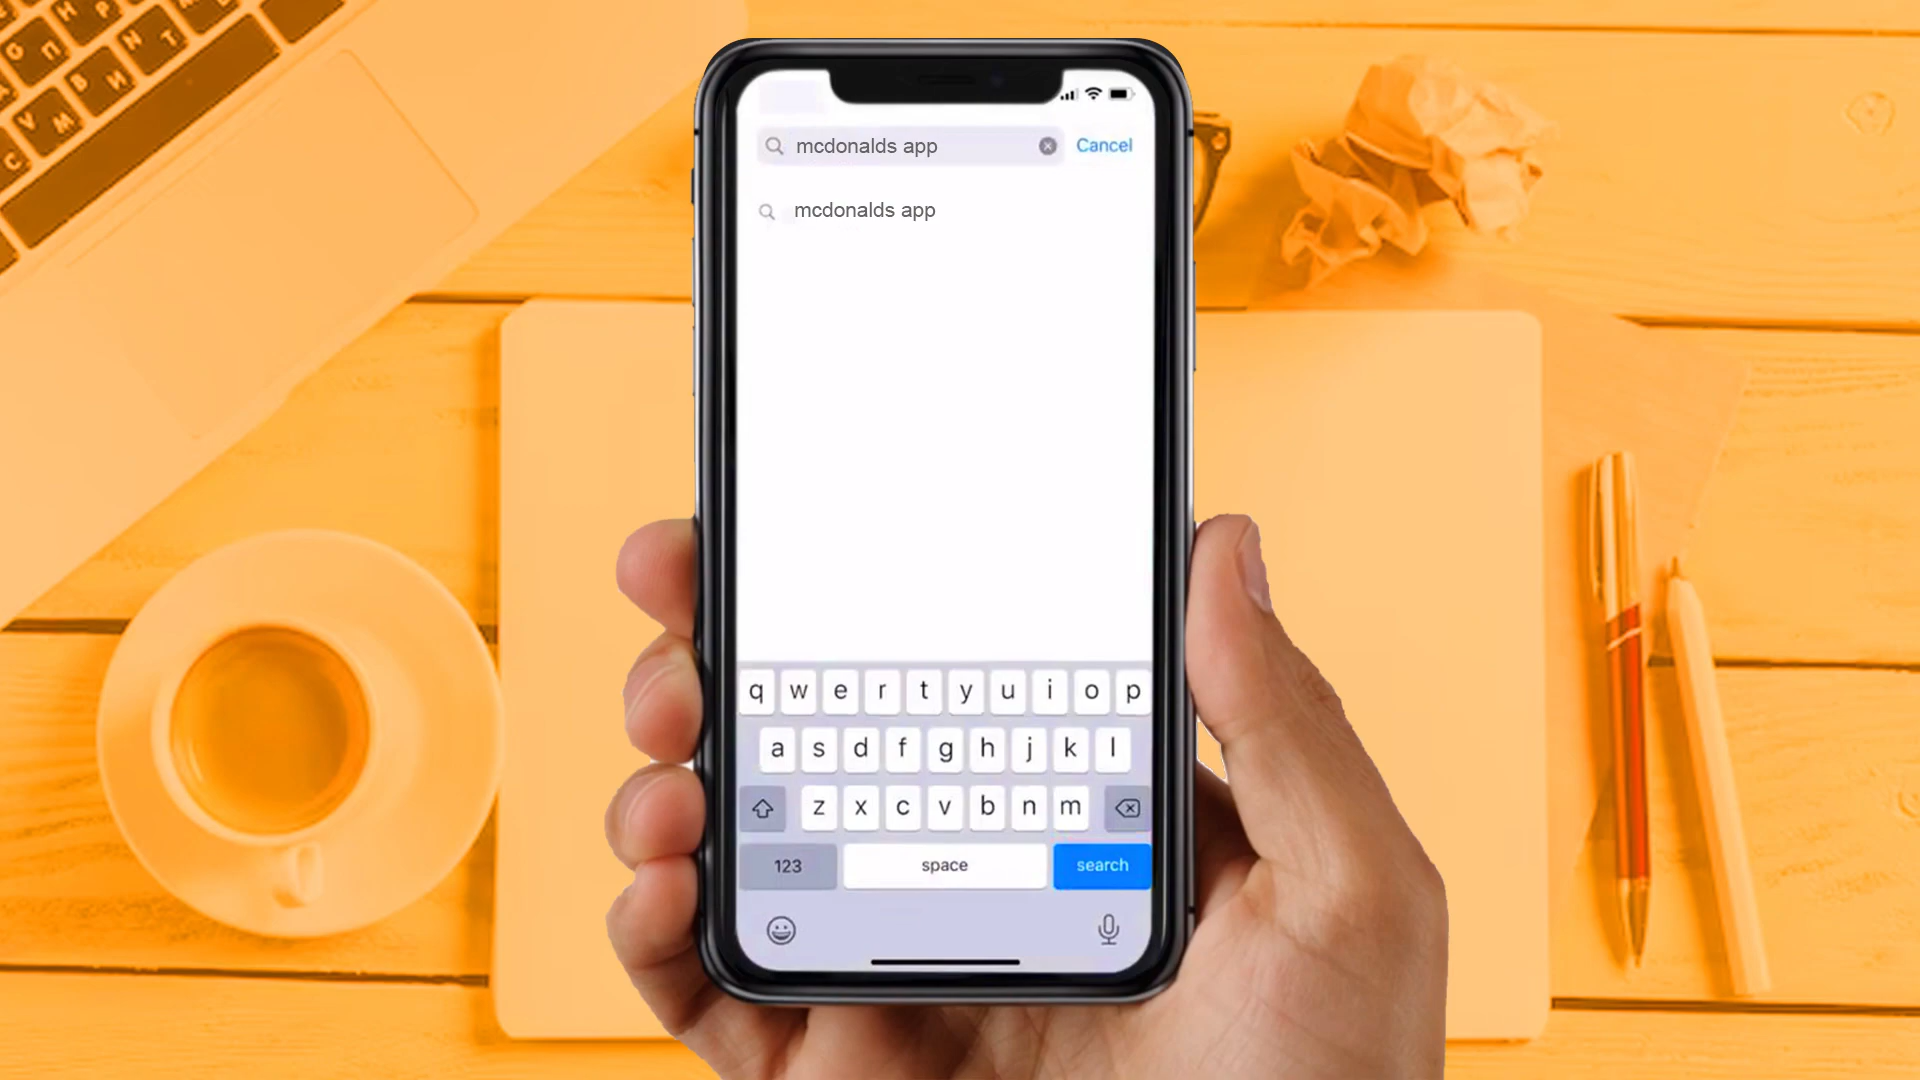 mcdonalds app
Cancel
mcdonalds app
q w e r t y u i o p
a s d f g h j k l
z x c v b n m
123 space search